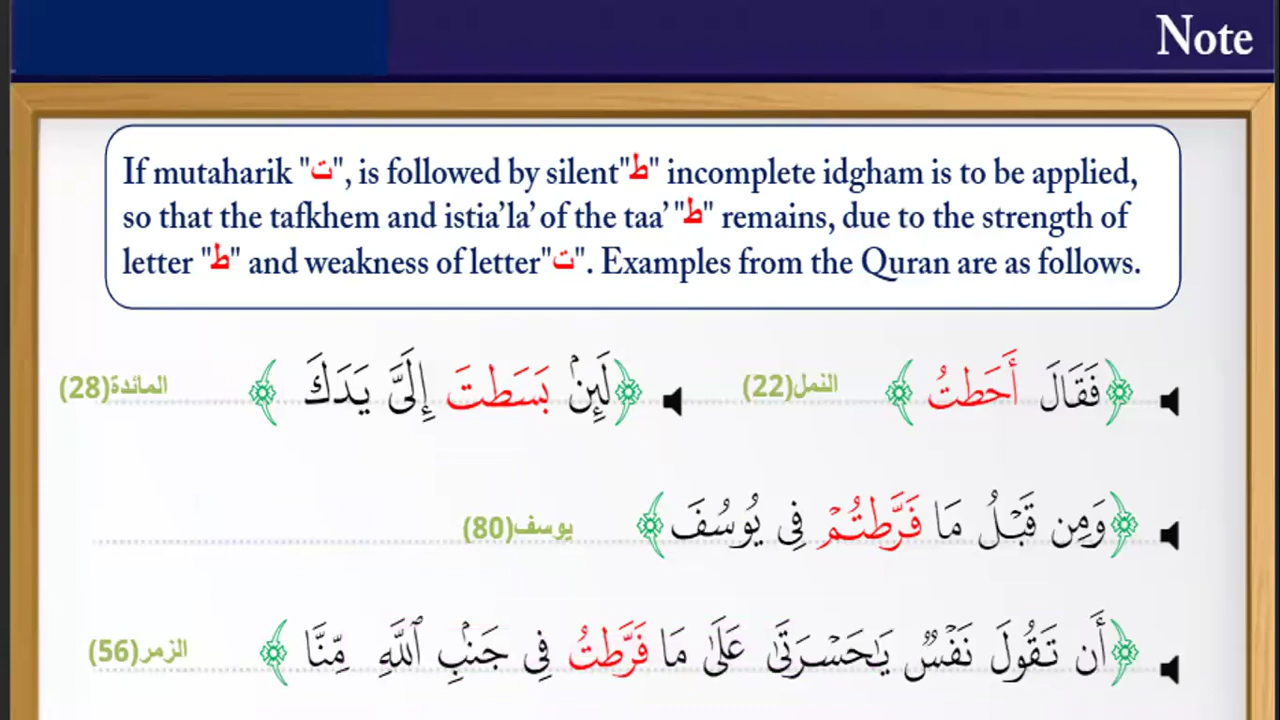 Note
If mutaharik "ت", is followed by silent"ط" incomplete idgham is to be applied,
so that the tafkhem and istia'la' of the taa' "ط" remains, due to the strength of
letter "ط" and weakness of letter"ت". Examples from the Quran are as follows.
﴿فَقَالَ أَحَطتُ﴾ النمل(22) ﴿لَئِنۢ بَسَطتَ إِلَىَّ يَدَكَ﴾ المائدة(28)
﴿وَمِن قَبْلُ مَا فَرَّطتُمْ فِى يُوسُفَ﴾ يوسف(80)
﴿أَن تَقُولَ نَفْسٌ يَٰحَسْرَتَىٰ عَلَىٰ مَا فَرَّطتُ فِى جَنۢبِ ٱللَّهِ مِّنَّا﴾ الزمر(56)